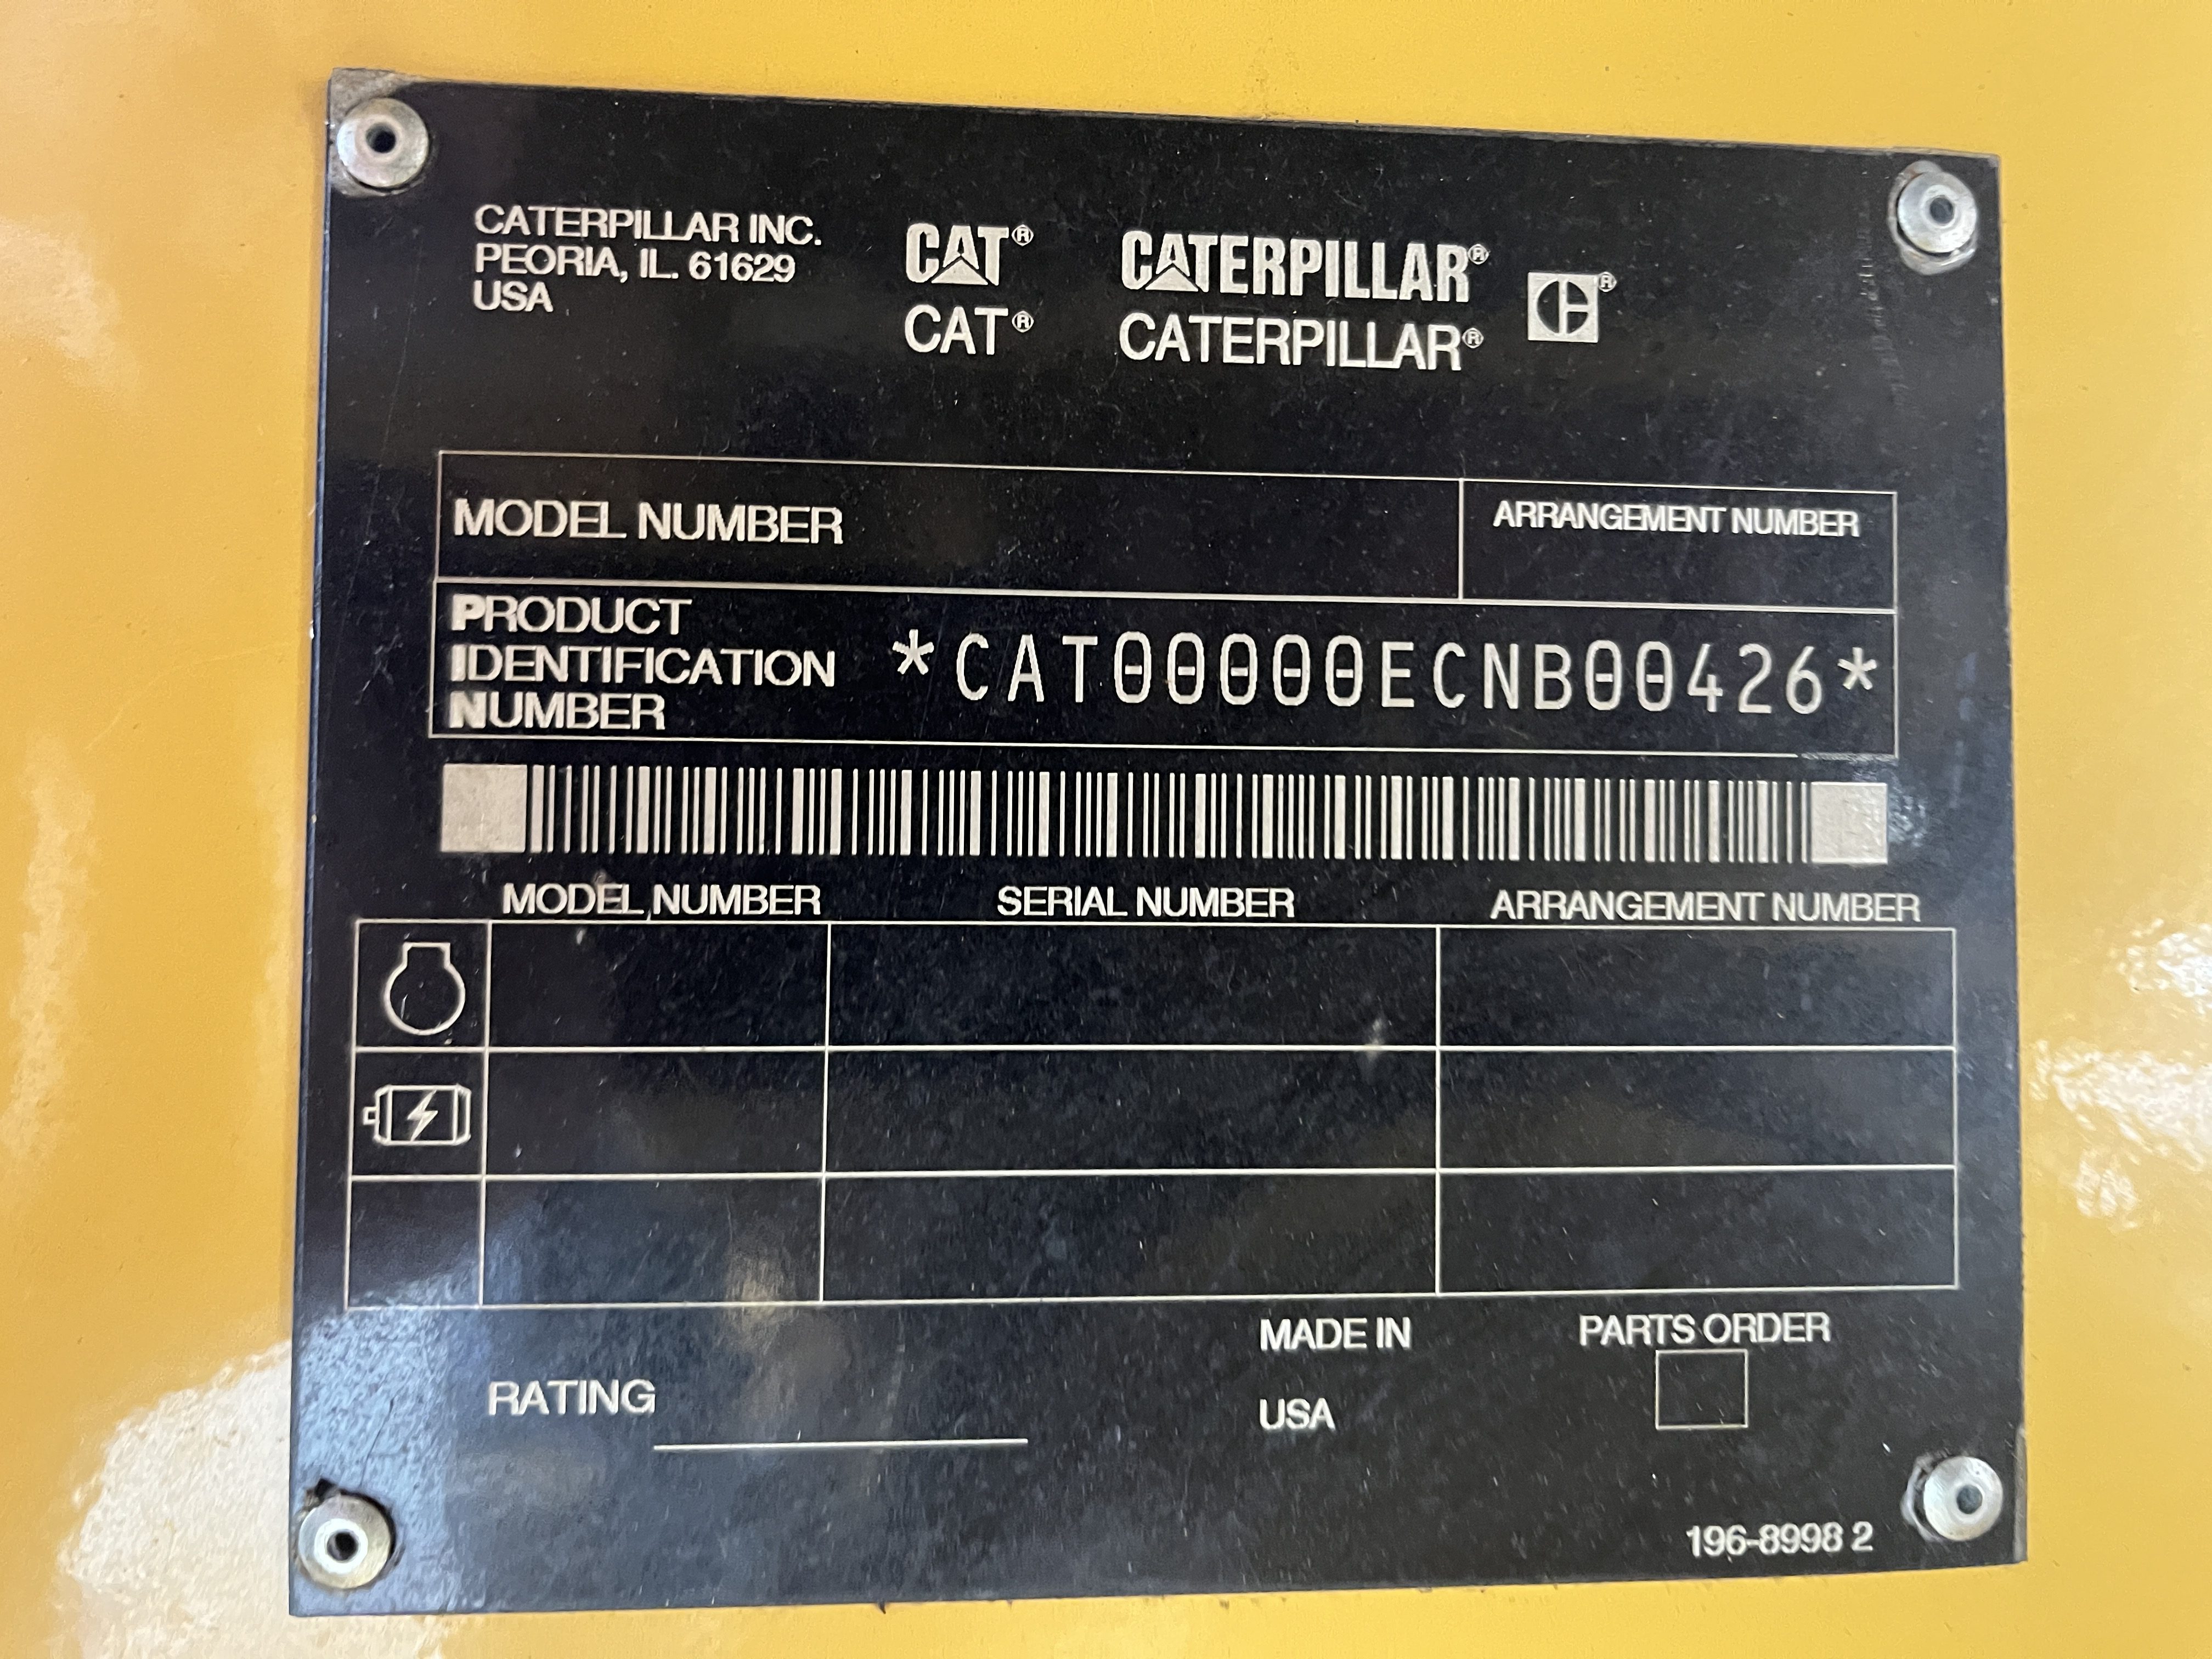 CATERPILLAR INC.
PEORIA, IL. 61629
USA
CAT® CATERPILLAR® ®
CAT® CATERPILLAR®
MODEL NUMBER
ARRANGEMENT NUMBER
PRODUCT
IDENTIFICATION
NUMBER
*CAT00000ECNB00426*
MODEL NUMBER SERIAL NUMBER ARRANGEMENT NUMBER
RATING
MADE IN
USA
PARTS ORDER
196-8998 2